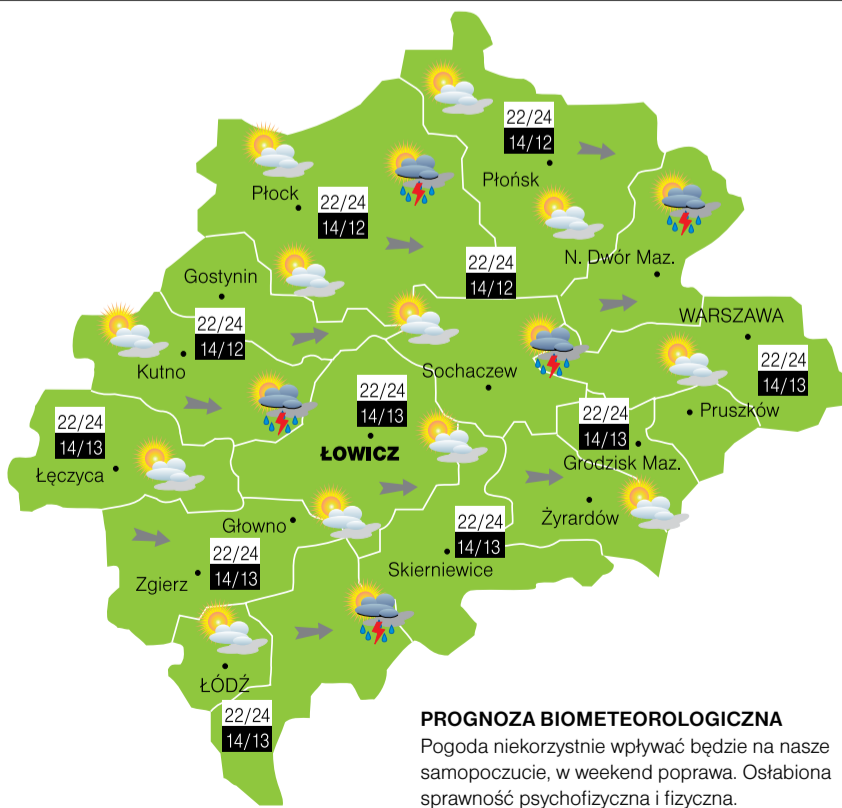 22/24
14/12
Płońsk
Płock
22/24
14/12
N. Dwór Maz.
22/24
14/12
Gostynin
22/24
14/12
Kutno
WARSZAWA
22/24
14/13
Sochaczew
22/24
14/13
ŁOWICZ
Pruszków
22/24
14/13
Grodzisk Maz.
22/24
14/13
Łęczyca
Żyrardów
Głowno
22/24
14/13
Skierniewice
22/24
14/13
Zgierz
ŁÓDŹ
22/24
14/13
PROGNOZA BIOMETEOROLOGICZNA
Pogoda niekorzystnie wpływać będzie na nasze
samopoczucie, w weekend poprawa. Osłabiona
sprawność psychofizyczna i fizyczna.